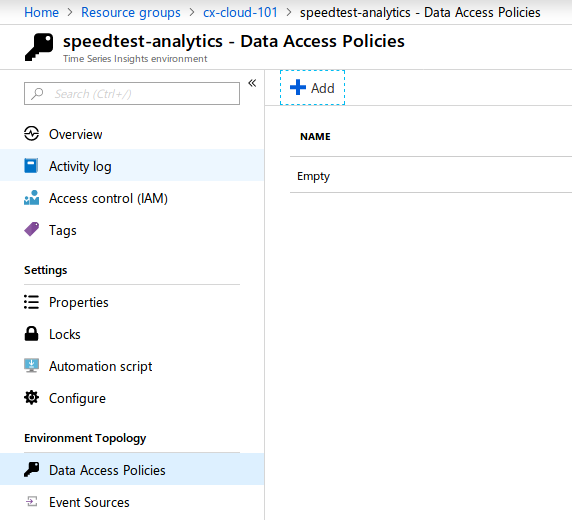 Home > Resource groups > cx-cloud-101 > speedtest-analytics - Data Access Policies
speedtest-analytics - Data Access Policies
Time Series Insights environment
Search (Ctrl+/)
«
Overview
Activity log
Access control (IAM)
Tags
Settings
Properties
Locks
Automation script
Configure
Environment Topology
Data Access Policies
Event Sources
Add
NAME
Empty